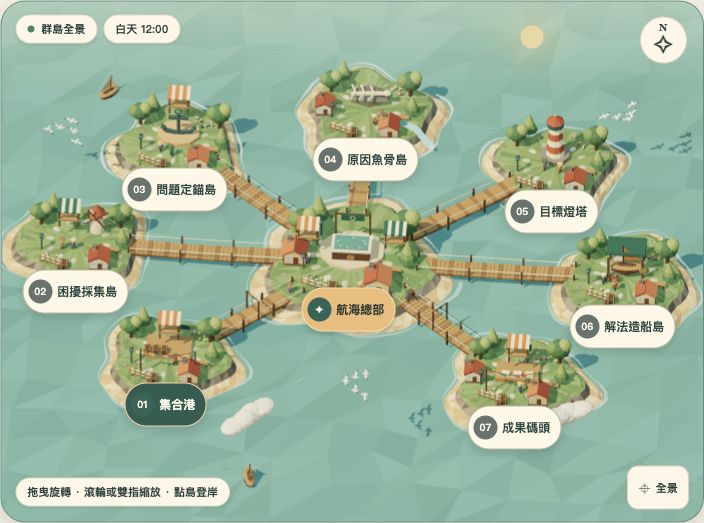 群島全景
白天 12:00
N
04 原因魚骨島
03 問題定錨島
05 目標燈塔
02 困擾採集島
航海總部
06 解法造船島
01 集合港
07 成果碼頭
拖曳旋轉 · 滾輪或雙指縮放 · 點島登岸
全景